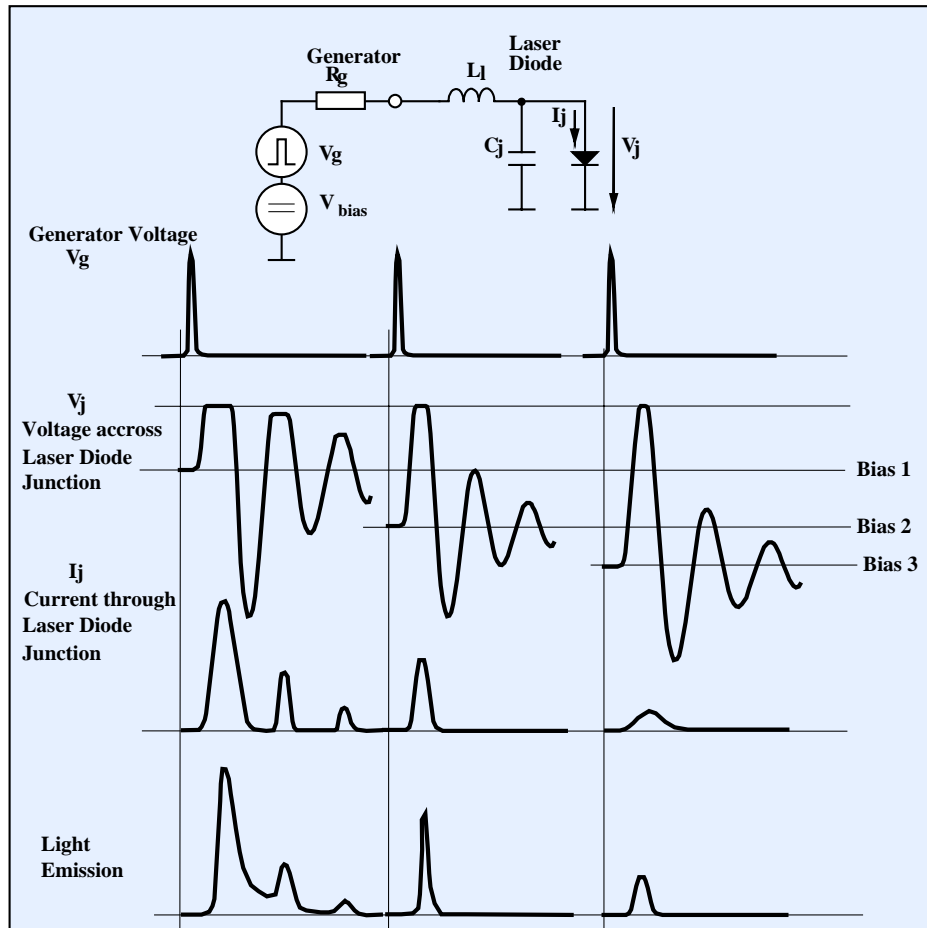 Generator
Rg
Ll
Laser
Diode
Ij
Vg
Cj
Vj
V bias
Generator Voltage
Vg
Vj
Voltage accross
Laser Diode
Junction
Bias 1
Bias 2
Bias 3
Ij
Current through
Laser Diode
Junction
Light
Emission